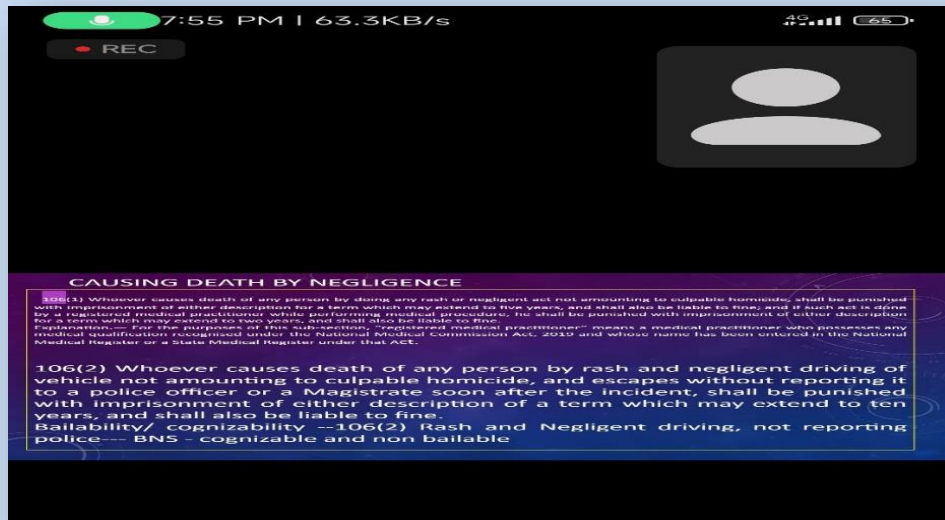 7:55 PM | 63.3KB/s 4G 65
REC
CAUSING DEATH BY NEGLIGENCE
106(1) Whoever causes death of any person by doing any rash or negligent act not amounting to culpable homicide, shall be punished
with imprisonment of either description for a term which may extend to five years, and shall also be liable to fine; and if such act is done
by a registered medical practitioner while performing medical procedure, he shall be punished with imprisonment of either description
for a term which may extend to two years, and shall also be liable to fine.
Explanation.— For the purposes of this sub-section, "registered medical practitioner" means a medical practitioner who possesses any
medical qualification recognised under the National Medical Commission Act, 2019 and whose name has been entered in the National
Medical Register or a State Medical Register under that Act.
106(2) Whoever causes death of any person by rash and negligent driving of
vehicle not amounting to culpable homicide, and escapes without reporting it
to a police officer or a Magistrate soon after the incident, shall be punished
with imprisonment of either description of a term which may extend to ten
years, and shall also be liable to fine.
Bailability/ cognizability --106(2) Rash and Negligent driving, not reporting
police--- BNS - cognizable and non bailable